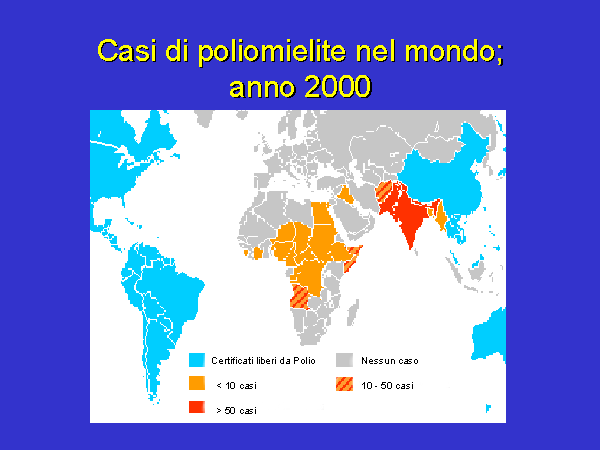 Casi di poliomielite nel mondo;
anno 2000
Certificati liberi da Polio
Nessun caso
< 10 casi
10 - 50 casi
> 50 casi